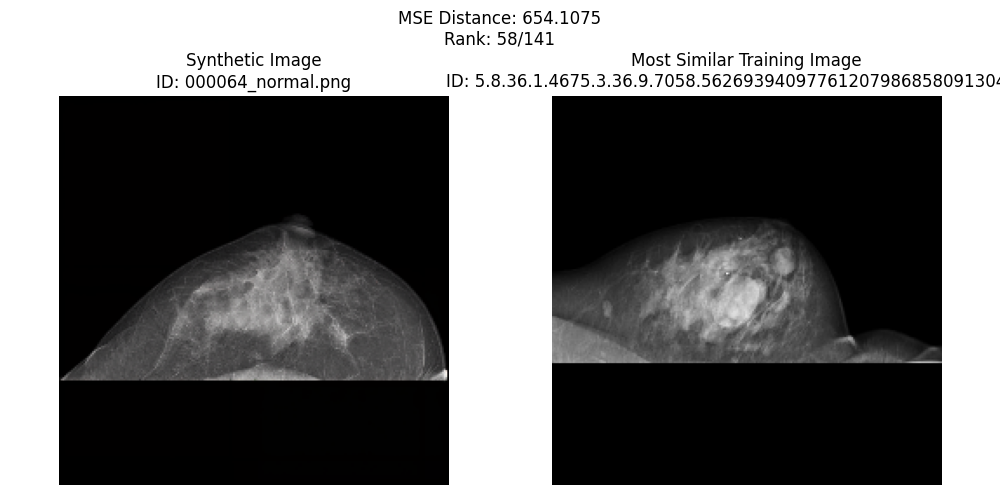 MSE Distance: 654.1075
Rank: 58/141
Synthetic Image
ID: 000064_normal.png
Most Similar Training Image
ID: 5.8.36.1.4675.3.36.9.7058.56269394097761207986858091304